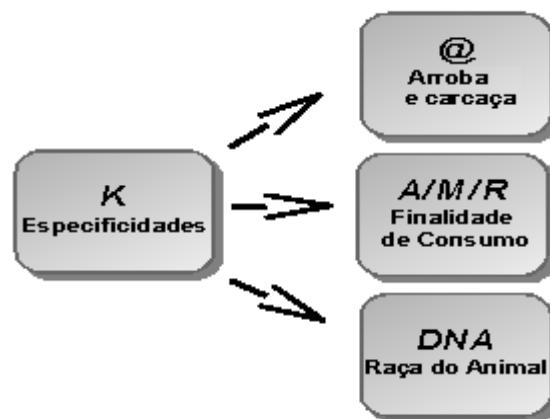 @
Arroba
e carcaça
K
Especificidades
A/M/R
Finalidade
de Consumo
DNA
Raça do Animal